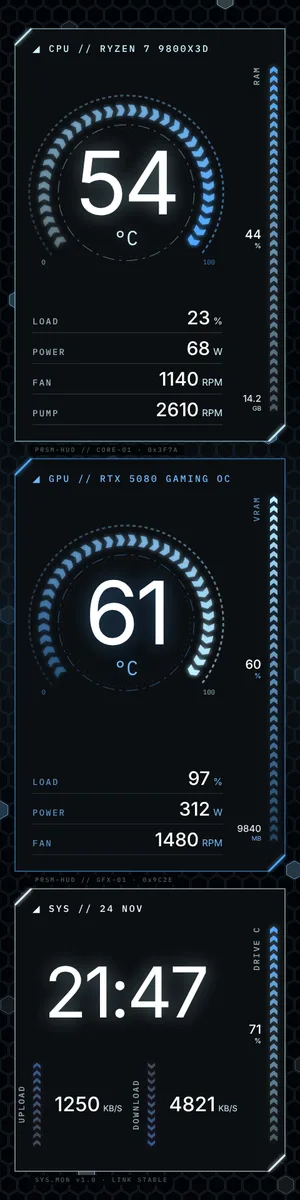 CPU // RYZEN 7 9800X3D
RAM
54
°C
0
100
44
%
LOAD 23 %
POWER 68 W
FAN 1140 RPM
14.2
GB
PUMP 2610 RPM
PRSM-HUD // CORE-01 · 0x3F7A
GPU // RTX 5080 GAMING OC
VRAM
61
°C
0
100
60
%
LOAD 97 %
POWER 312 W
9840
MB
FAN 1480 RPM
PRSM-HUD // GFX-01 · 0x9C2E
SYS // 24 NOV
DRIVE C
21:47
71
%
UPLOAD
1250 KB/S
DOWNLOAD
4821 KB/S
SYS.MON v1.0 · LINK STABLE